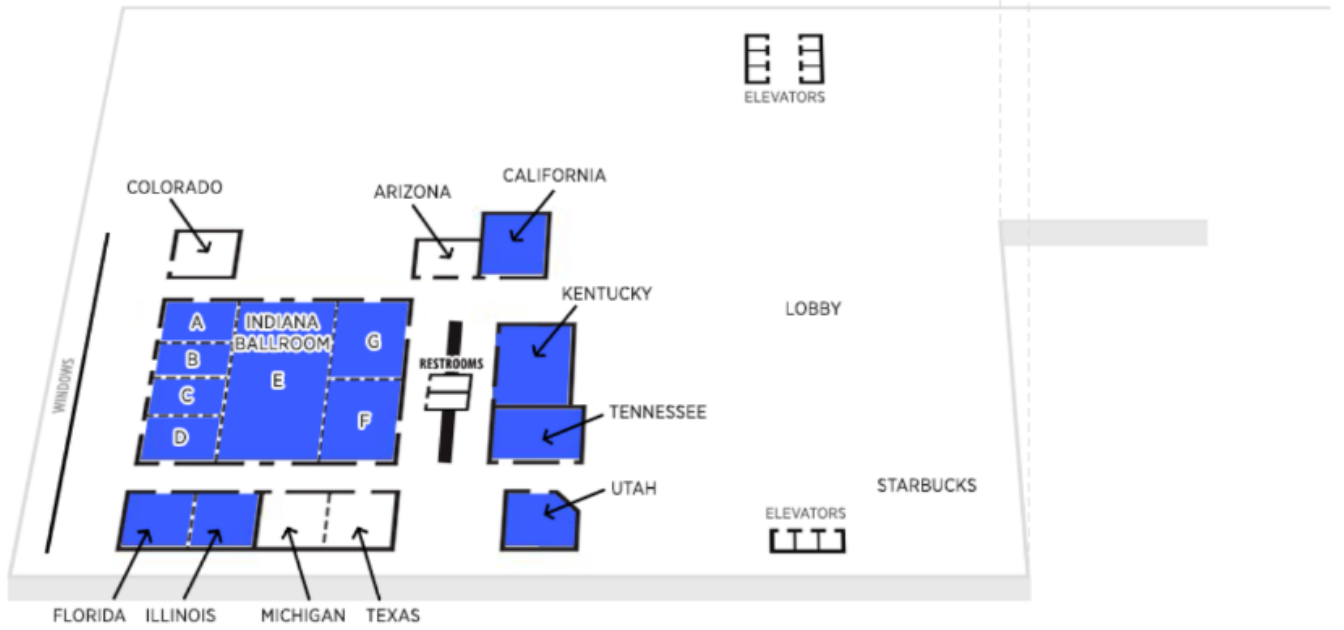 ELEVATORS
CALIFORNIA
COLORADO
ARIZONA
KENTUCKY
LOBBY
A
INDIANA
BALLROOM
G
B
RESTROOMS
WINDOWS
E
C
TENNESSEE
F
D
STARBUCKS
UTAH
ELEVATORS
FLORIDA
ILLINOIS
MICHIGAN
TEXAS